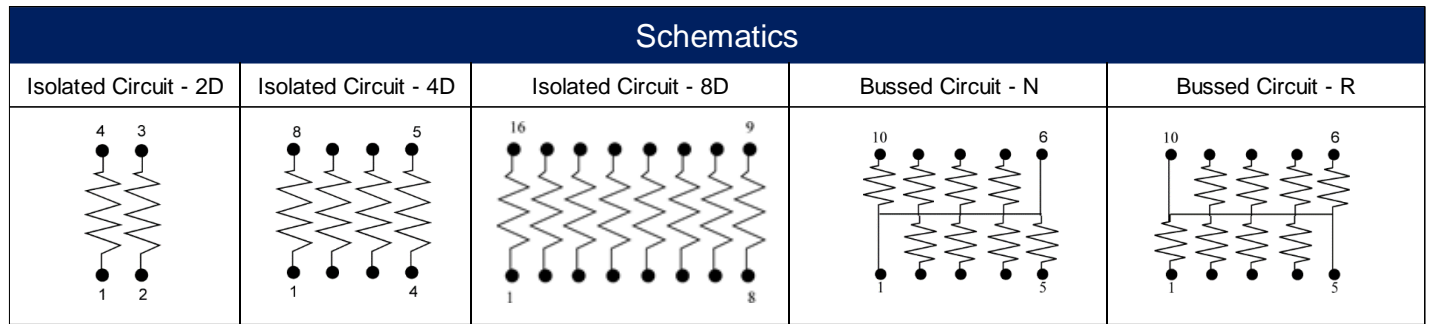 Schematics
Isolated Circuit - 2D
Isolated Circuit - 4D
Isolated Circuit - 8D
Bussed Circuit - N
Bussed Circuit - R
4 3
1 2
8 5
1 4
16 9
1 8
10 6
1 5
10 6
1 5